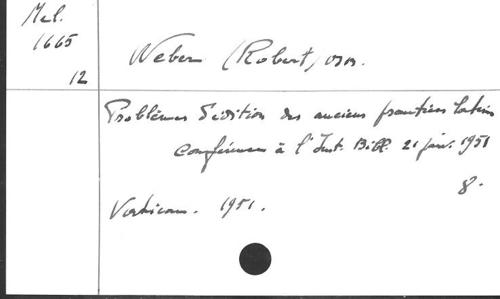 Mel.
1665
12
Weber (Robert) OSB.
Problèmes d'édition des anciens psautiers latins
conférence à l'Inst. Bibl. 21 janv. 1951
8.
Vaticano. 1951.